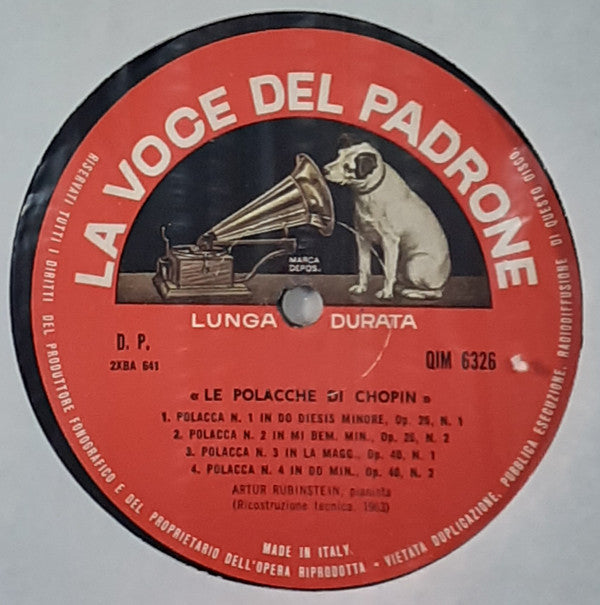 LA VOCE DEL PADRONE
MARCA
DEPOS.
LUNGA DURATA
D. P.
2XBA 641
QIM 6326
« LE POLACCHE DI CHOPIN »
1. POLACCA N. 1 IN DO DIESIS MINORE, Op. 26, N. 1
2. POLACCA N. 2 IN MI BEM. MIN., Op. 26, N. 2
3. POLACCA N. 3 IN LA MAGG., Op. 40, N. 1
4. POLACCA N. 4 IN DO MIN., Op. 40, N. 2
ARTUR RUBINSTEIN, pianista
(Ricostruzione tecnica, 1963)
MADE IN ITALY.
RISERVATI TUTTI I DIRITTI DEL PRODUTTORE FONOGRAFICO E DEL PROPRIETARIO DELL'OPERA RIPRODOTTA - VIETATA DUPLICAZIONE, PUBBLICA ESECUZIONE, RADIODIFFUSIONE DI QUESTO DISCO.